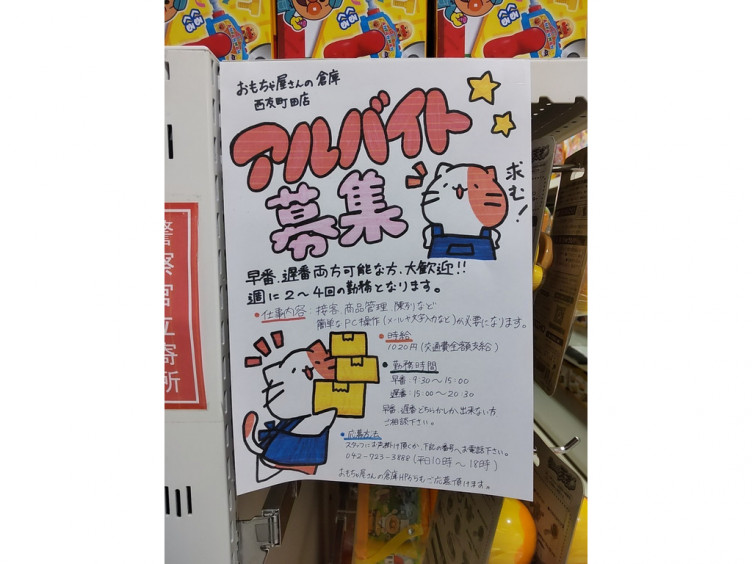 おもちゃ屋さんの倉庫
西友町田店
アルバイト
募集
求む!
早番、遅番両方可能な方、大歓迎!!
週に2～4回の勤務となります。
・仕事内容：接客、商品管理、陳列など
簡単なPC操作(メールや文字入力など)が必要になります。
・時給
1020円(交通費全額支給)
・勤務時間
早番：9:30～15:00
遅番：15:00～20:30
早番、遅番どちらかしか出来ない方
ご相談下さい。
・応募方法
スタッフにお声掛け頂くか、下記の番号へお電話下さい。
042-723-3888 (平日10時～18時)
おもちゃ屋さんの倉庫HPからもご応募頂けます。
警察官立寄所